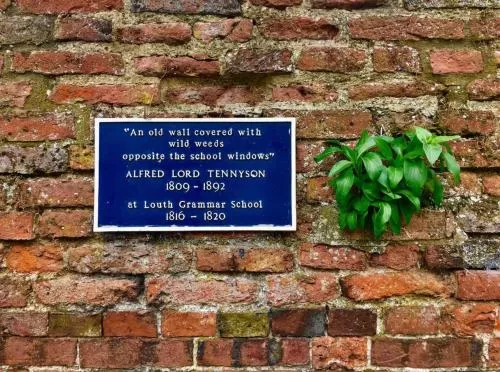 "An old wall covered with
wild weeds
opposite the school windows"
ALFRED LORD TENNYSON
1809 - 1892
at Louth Grammar School
1816 - 1820